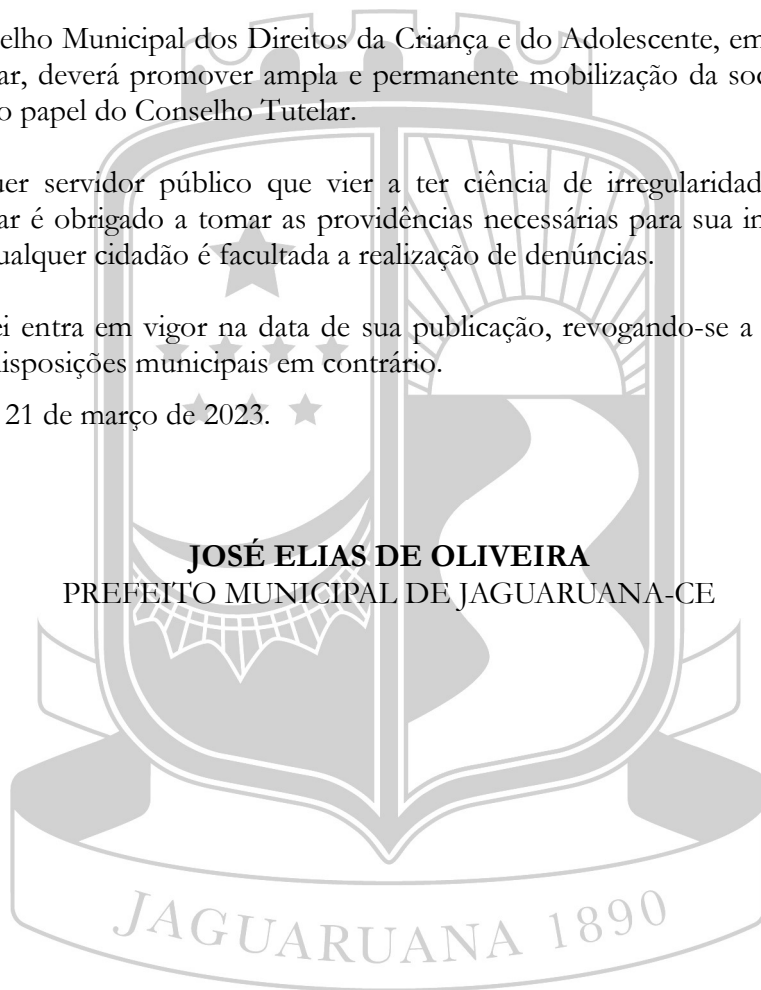 elho Municipal dos Direitos da Criança e do Adolescente, em
ar, deverá promover ampla e permanente mobilização da soc
o papel do Conselho Tutelar.
uer servidor público que vier a ter ciência de irregularidad
ar é obrigado a tomar as providências necessárias para sua in
ualquer cidadão é facultada a realização de denúncias.
ei entra em vigor na data de sua publicação, revogando-se a
disposições municipais em contrário.
21 de março de 2023.
JOSÉ ELIAS DE OLIVEIRA
PREFEITO MUNICIPAL DE JAGUARUANA-CE
JAGUARUANA 1890